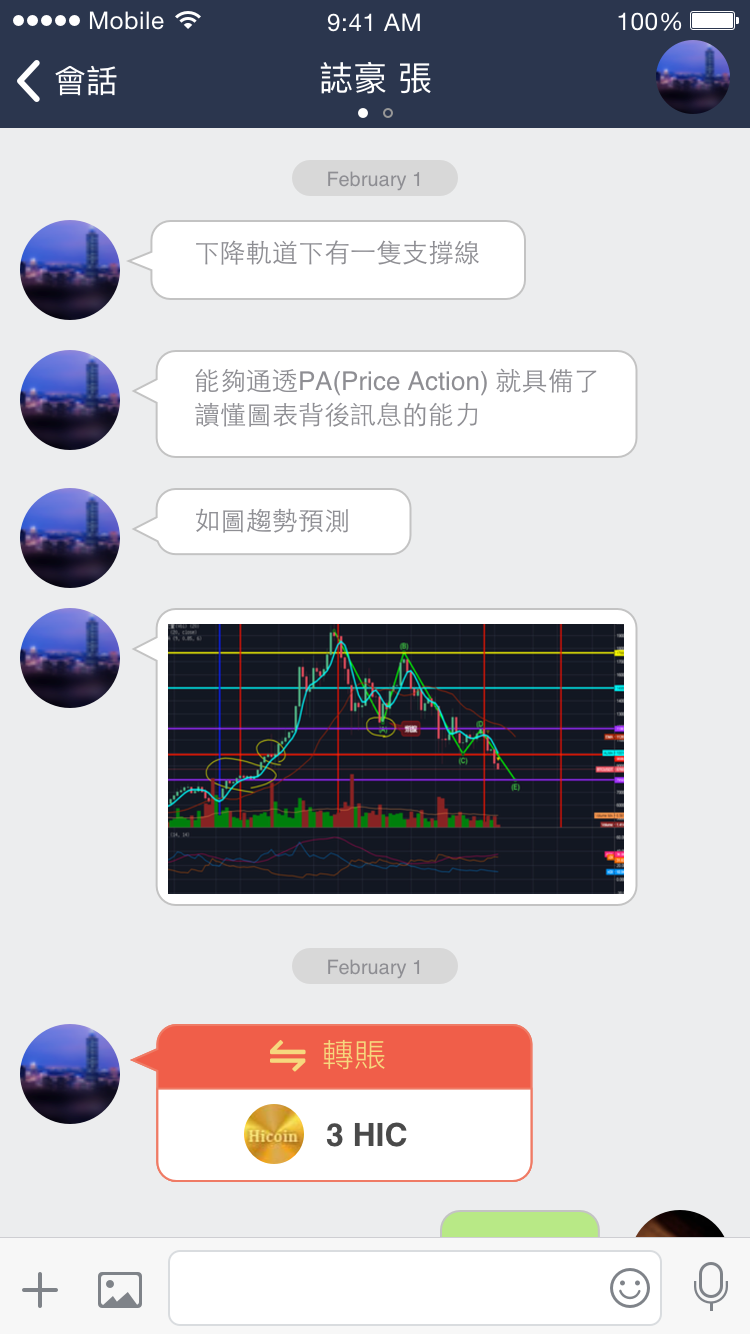 Mobile
9:41 AM
100%
會話
誌豪 張
February 1
下降軌道下有一隻支撐線
能夠通透PA(Price Action) 就具備了
讀懂圖表背後訊息的能力
如圖趨勢預測
(B)
(A)
(C)
(E)
February 1
轉賬
Hicoin
3 HIC